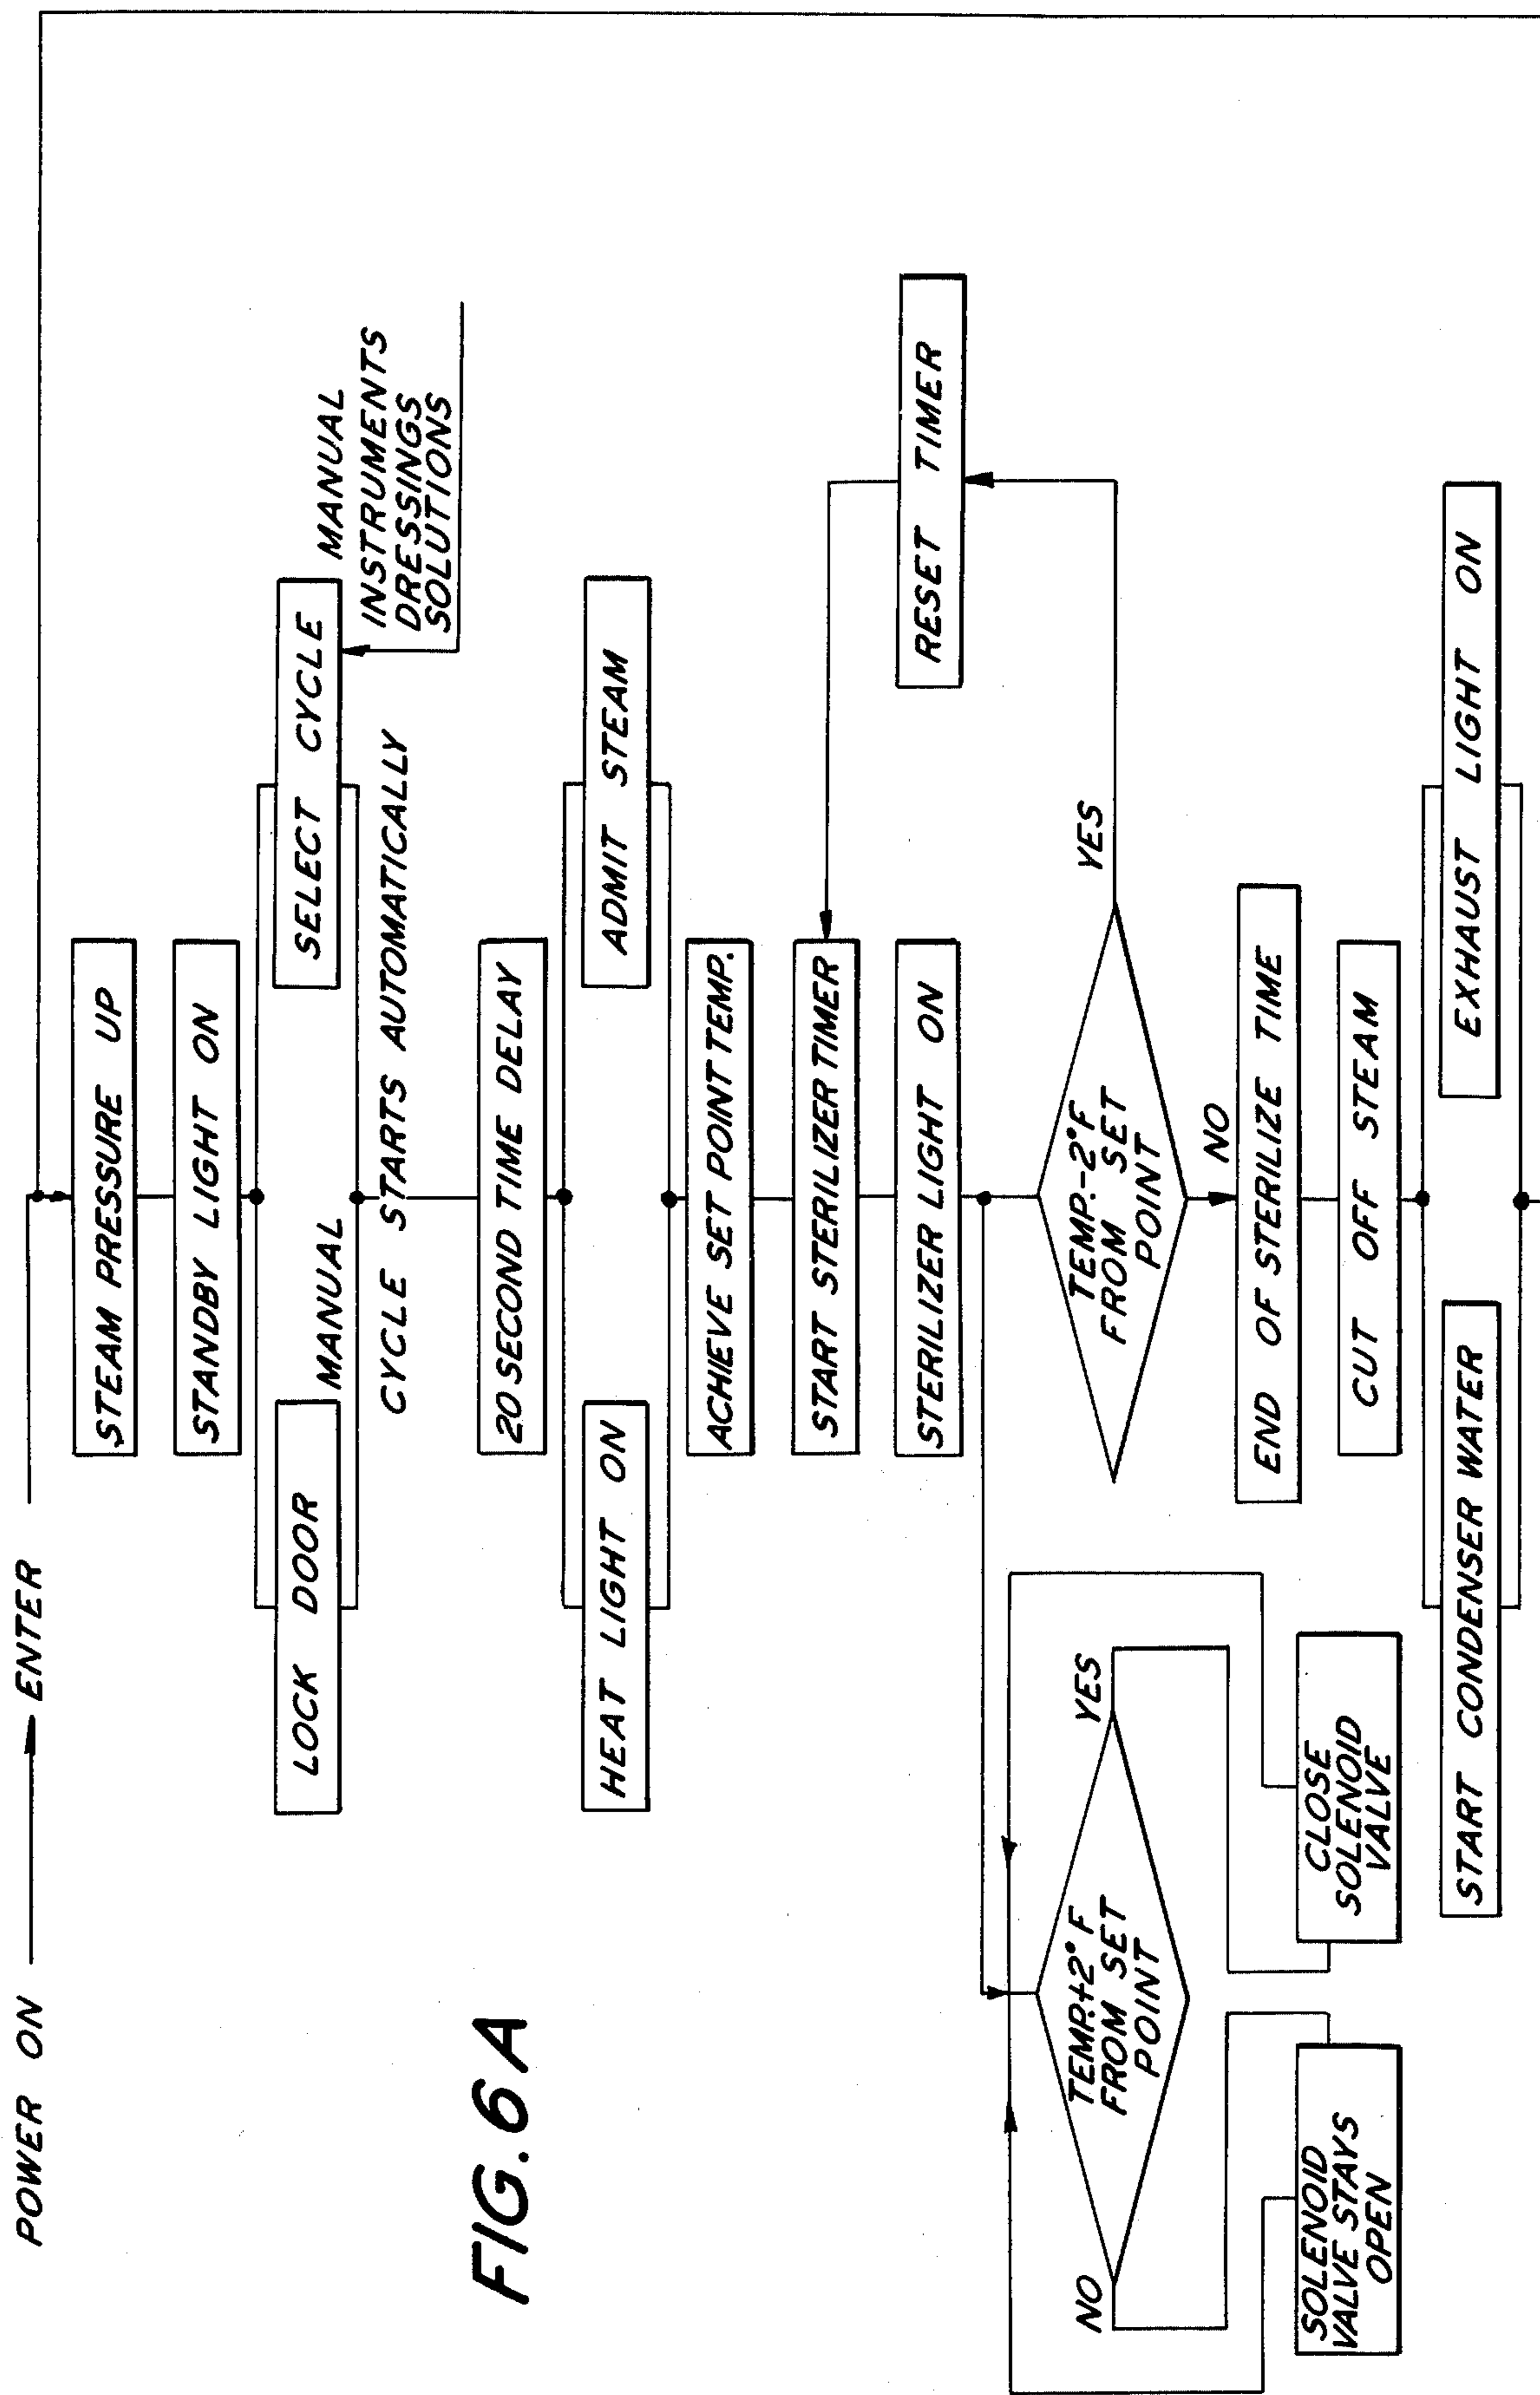 POWER ON
ENTER
STEAM PRESSURE UP
STANDBY LIGHT ON
LOCK DOOR
MANUAL
SELECT CYCLE
MANUAL
INSTRUMENTS
DRESSINGS
SOLUTIONS
CYCLE STARTS AUTOMATICALLY
20 SECOND TIME DELAY
HEAT LIGHT ON
ADMIT STEAM
FIG. 6A
ACHIEVE SET POINT TEMP.
START STERILIZER TIMER
RESET TIMER
STERILIZER LIGHT ON
NO
TEMP.+2°F
FROM SET
POINT
YES
TEMP.-2°F
FROM SET
POINT
YES
NO
SOLENOID
VALVE STAYS
OPEN
CLOSE
SOLENOID
VALVE
END OF STERILIZE TIME
CUT OFF STEAM
START CONDENSER WATER
EXHAUST LIGHT ON